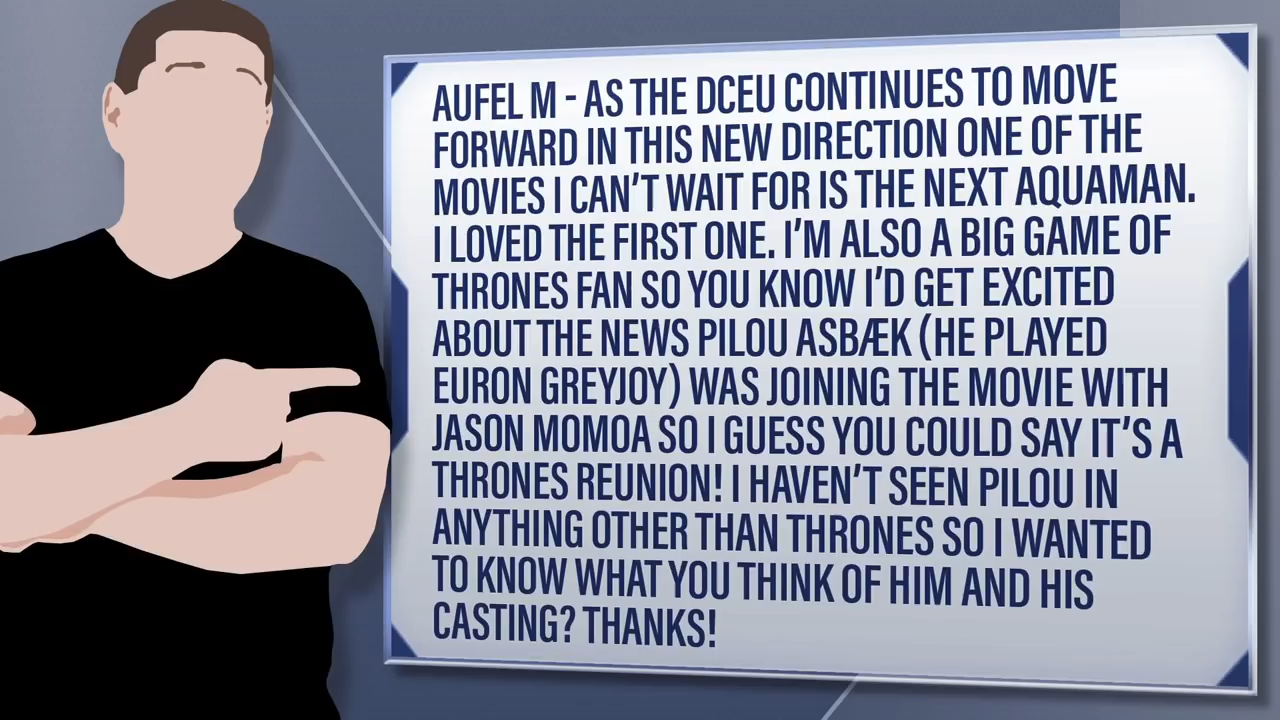 AUFEL M - AS THE DCEU CONTINUES TO MOVE
FORWARD IN THIS NEW DIRECTION ONE OF THE
MOVIES I CAN'T WAIT FOR IS THE NEXT AQUAMAN.
I LOVED THE FIRST ONE. I'M ALSO A BIG GAME OF
THRONES FAN SO YOU KNOW I'D GET EXCITED
ABOUT THE NEWS PILOU ASBÆK (HE PLAYED
EURON GREYJOY) WAS JOINING THE MOVIE WITH
JASON MOMOA SO I GUESS YOU COULD SAY IT'S A
THRONES REUNION! I HAVEN'T SEEN PILOU IN
ANYTHING OTHER THAN THRONES SO I WANTED
TO KNOW WHAT YOU THINK OF HIM AND HIS
CASTING? THANKS!